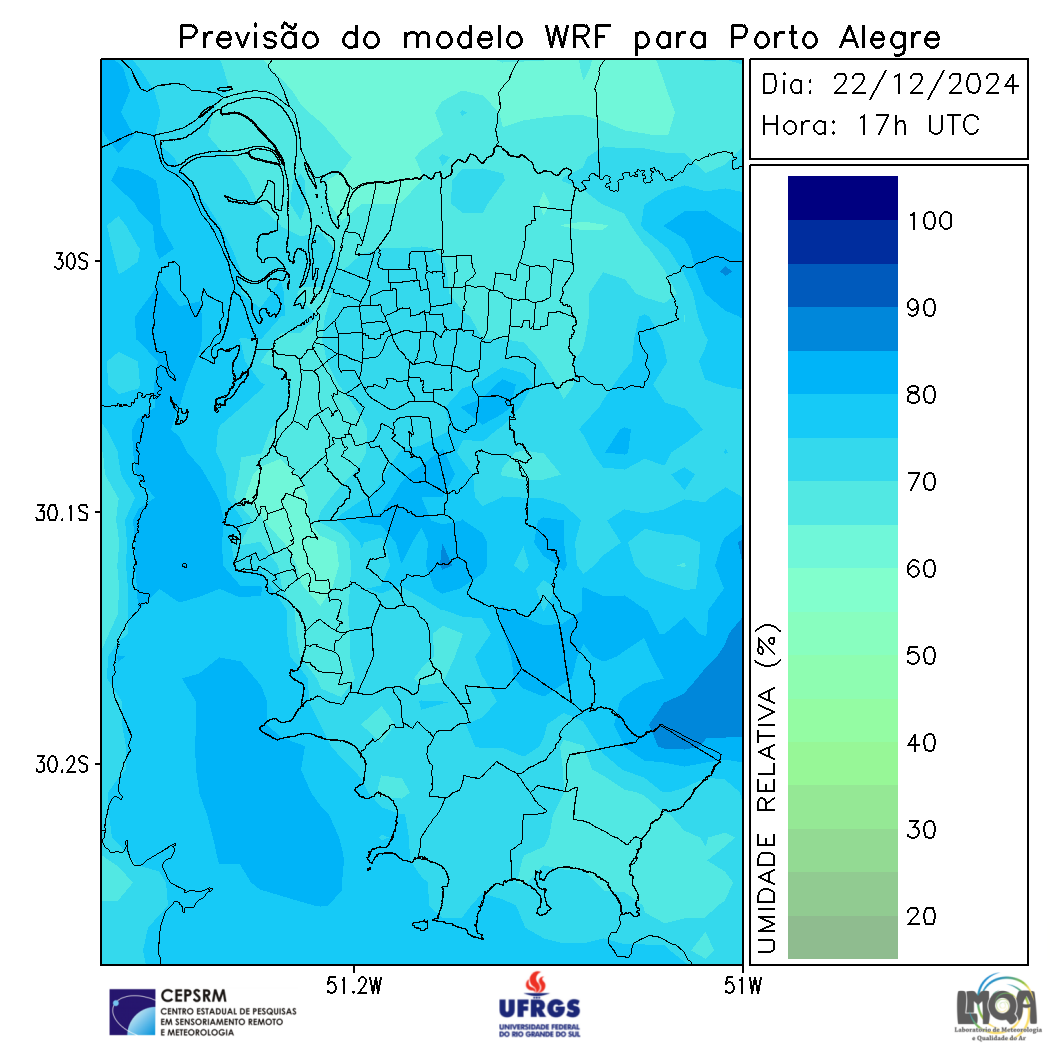 Previsão do modelo WRF para Porto Alegre
Dia: 22/12/2024
Hora: 17h UTC
100
90
80
70
60
50
40
30
20
UMIDADE RELATIVA (%)
30S
30.1S
30.2S
51.2W
51W
CEPSRM
CENTRO ESTADUAL DE PESQUISAS
EM SENSORIAMENTO REMOTO
E METEOROLOGIA
UFRGS
UNIVERSIDADE FEDERAL
DO RIO GRANDE DO SUL
LMQA
Laboratório de Meteorologia
e Qualidade do Ar